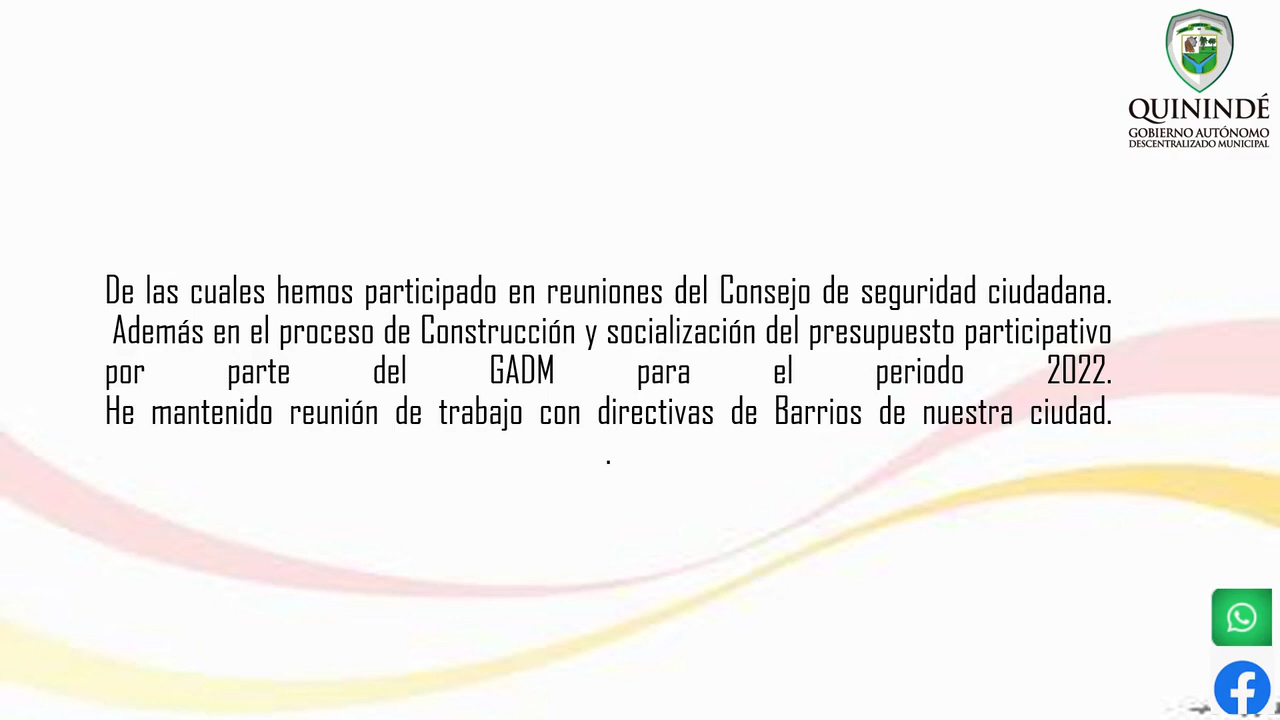 QUININDÉ
GOBIERNO AUTÓNOMO
DESCENTRALIZADO MUNICIPAL
De las cuales hemos participado en reuniones del Consejo de seguridad ciudadana.
Además en el proceso de Construcción y socialización del presupuesto participativo
por parte del GADM para el periodo 2022.
He mantenido reunión de trabajo con directivas de Barrios de nuestra ciudad.
.